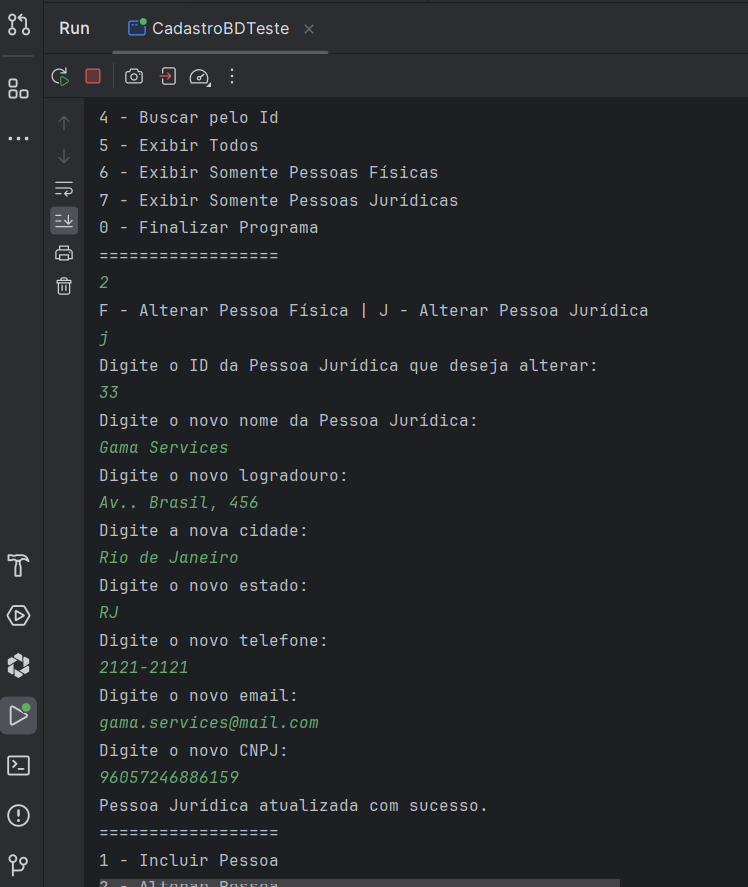 Run CadastroBDTeste
4 - Buscar pelo Id
5 - Exibir Todos
6 - Exibir Somente Pessoas Físicas
7 - Exibir Somente Pessoas Jurídicas
0 - Finalizar Programa
==================
2
F - Alterar Pessoa Física | J - Alterar Pessoa Jurídica
j
Digite o ID da Pessoa Jurídica que deseja alterar:
33
Digite o novo nome da Pessoa Jurídica:
Gama Services
Digite o novo logradouro:
Av.. Brasil, 456
Digite a nova cidade:
Rio de Janeiro
Digite o novo estado:
RJ
Digite o novo telefone:
2121-2121
Digite o novo email:
gama.services@mail.com
Digite o novo CNPJ:
96057246886159
Pessoa Jurídica atualizada com sucesso.
==================
1 - Incluir Pessoa
2 - Alterar Pessoa